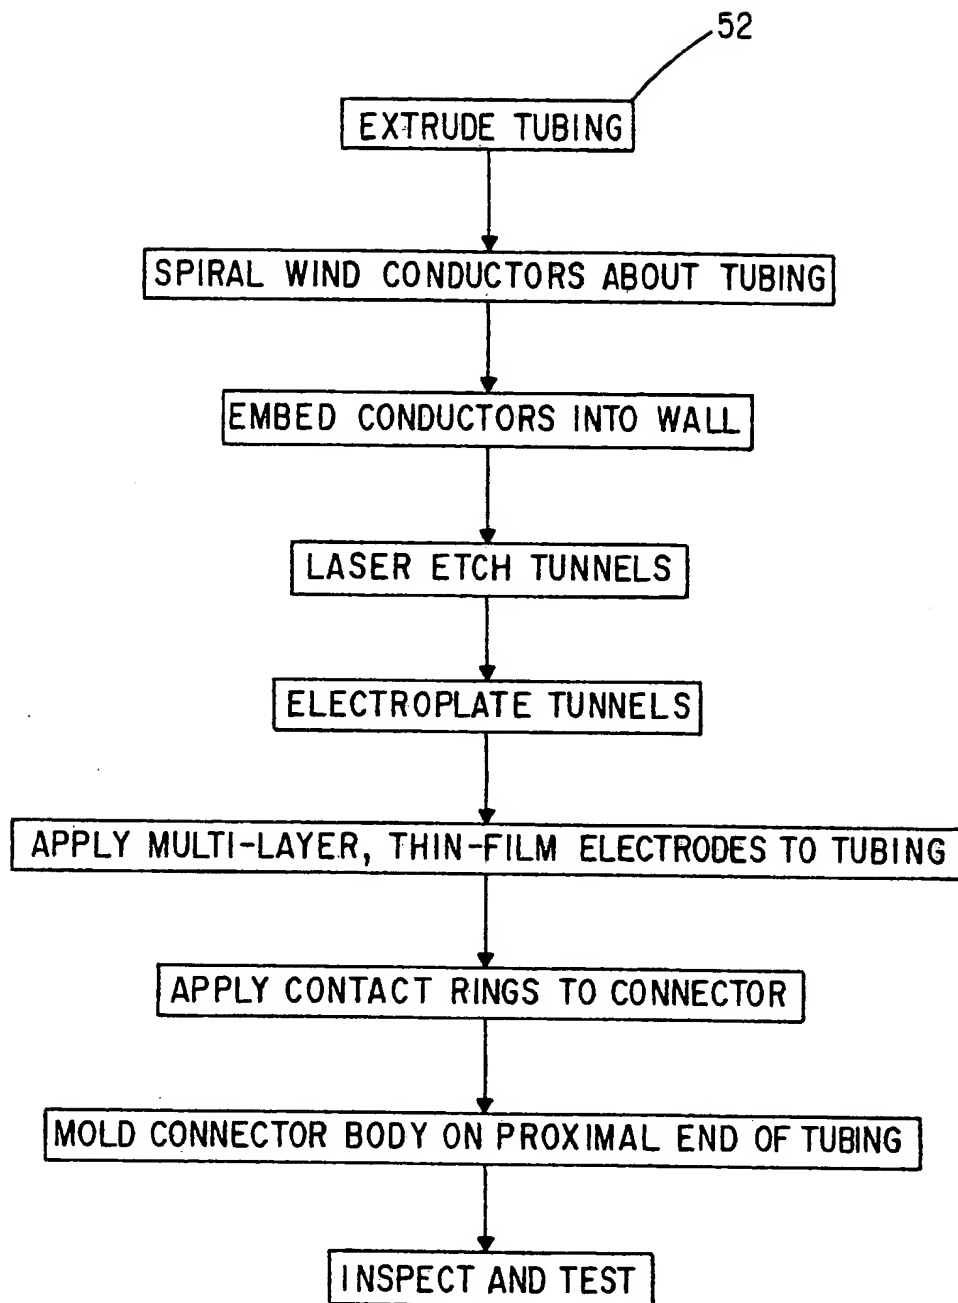 52
EXTRUDE TUBING
SPIRAL WIND CONDUCTORS ABOUT TUBING
EMBED CONDUCTORS INTO WALL
LASER ETCH TUNNELS
ELECTROPLATE TUNNELS
APPLY MULTI-LAYER, THIN-FILM ELECTRODES TO TUBING
APPLY CONTACT RINGS TO CONNECTOR
MOLD CONNECTOR BODY ON PROXIMAL END OF TUBING
INSPECT AND TEST